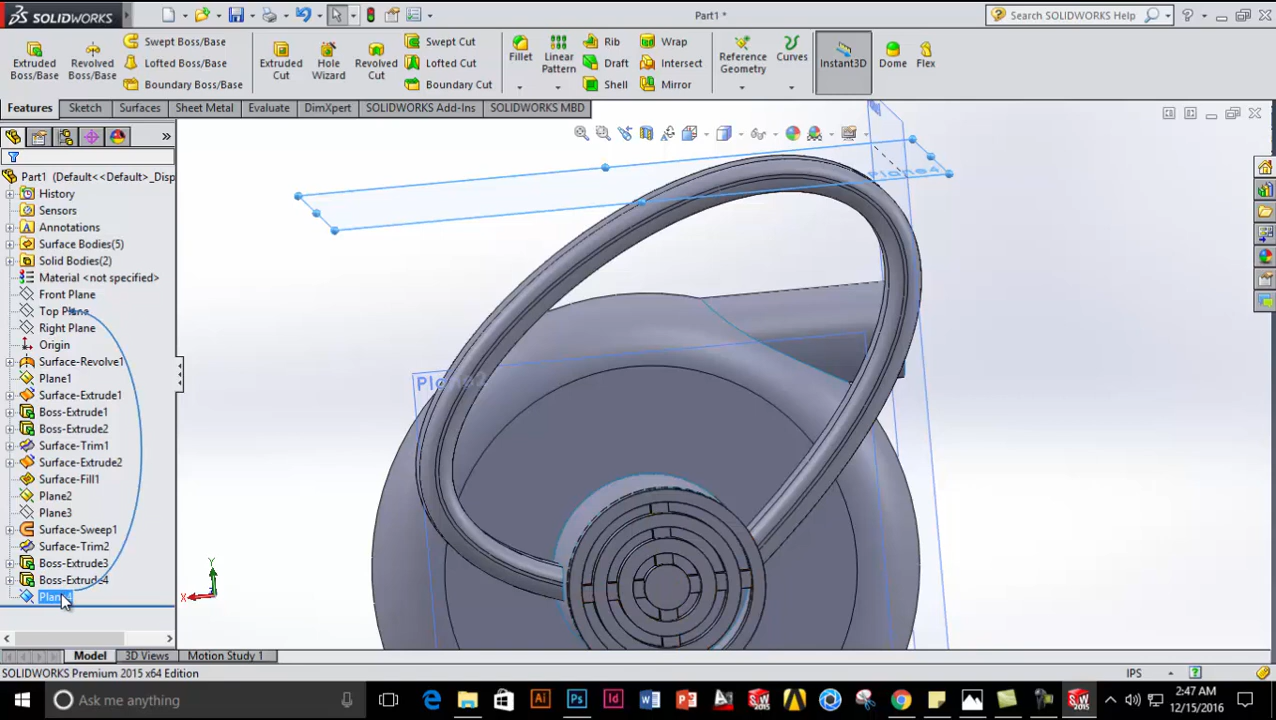 SOLIDWORKS
Part1 *
Search SOLIDWORKS Help
Extruded Boss/Base
Revolved Boss/Base
Swept Boss/Base
Lofted Boss/Base
Boundary Boss/Base
Extruded Cut
Hole Wizard
Revolved Cut
Swept Cut
Lofted Cut
Boundary Cut
Fillet
Linear Pattern
Rib
Draft
Shell
Wrap
Intersect
Mirror
Reference Geometry
Curves
Instant3D
Dome
Flex
Features
Sketch
Surfaces
Sheet Metal
Evaluate
DimXpert
SOLIDWORKS Add-Ins
SOLIDWORKS MBD
Part1 (Default<<Default>_Disp
History
Sensors
Annotations
Surface Bodies(5)
Solid Bodies(2)
Material <not specified>
Front Plane
Top Plane
Right Plane
Origin
Surface-Revolve1
Plane1
Surface-Extrude1
Boss-Extrude1
Boss-Extrude2
Surface-Trim1
Surface-Extrude2
Surface-Fill1
Plane2
Plane3
Surface-Sweep1
Surface-Trim2
Boss-Extrude3
Boss-Extrude4
Plane4
Plane4
Plane2
Y
X
Model
3D Views
Motion Study 1
SOLIDWORKS Premium 2015 x64 Edition
IPS
Ask me anything
2:47 AM
12/15/2016